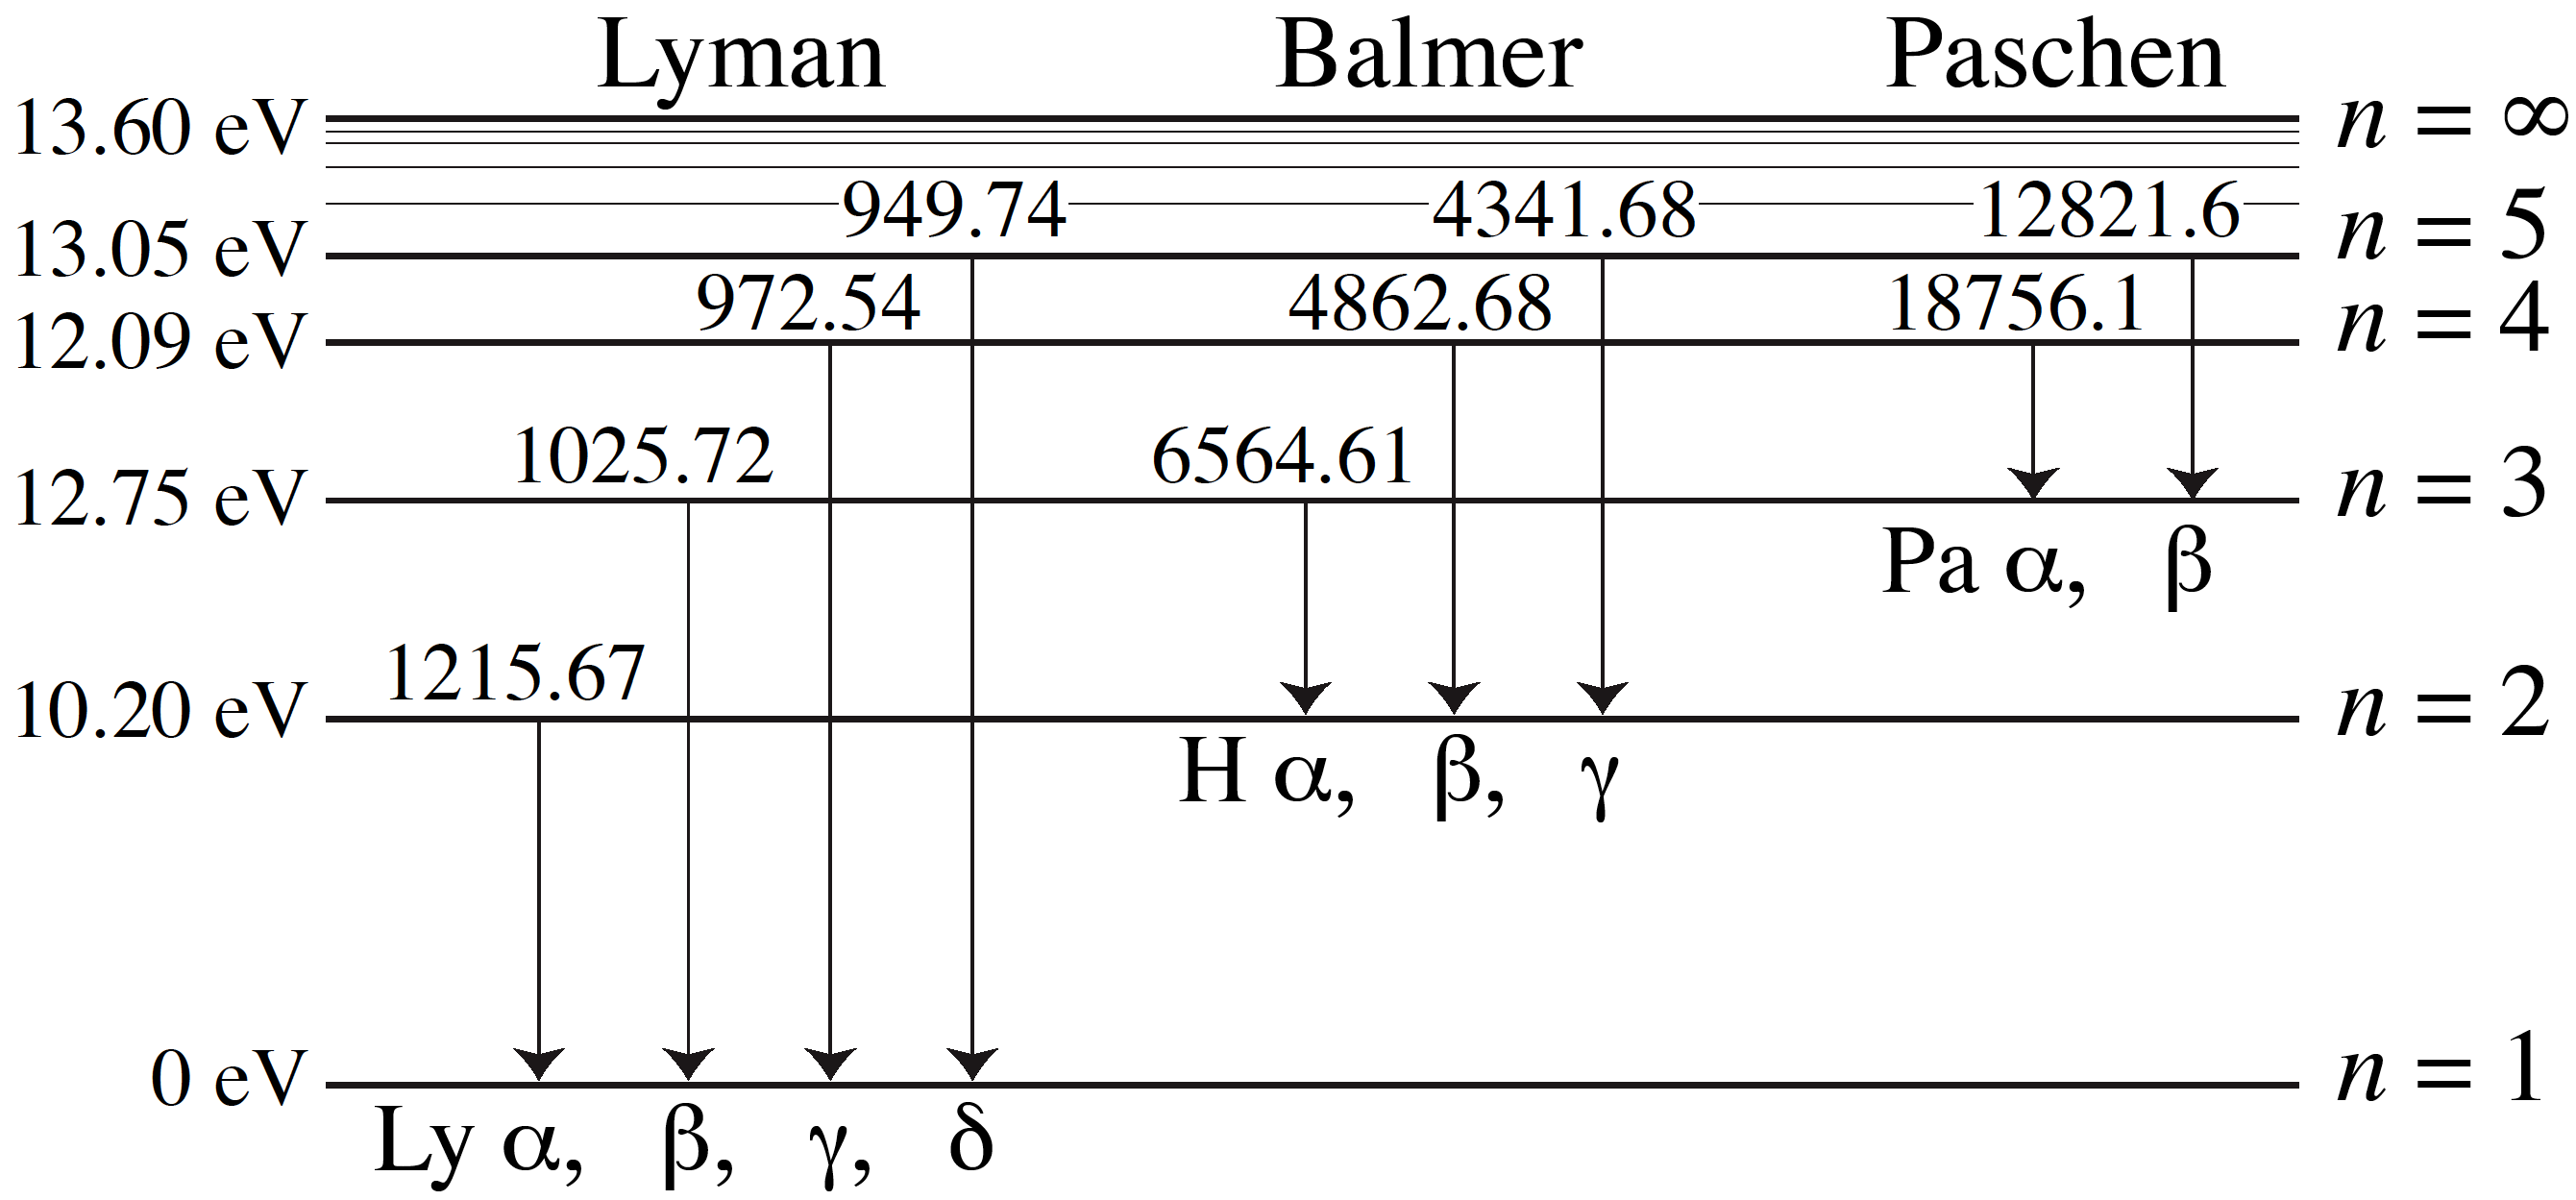 Lyman Balmer Paschen
13.60 eV n = ∞
949.74 4341.68 12821.6
13.05 eV n = 5
972.54 4862.68 18756.1
12.09 eV n = 4
1025.72 6564.61
12.75 eV n = 3
Pa α, β
1215.67
10.20 eV n = 2
H α, β, γ
0 eV n = 1
Ly α, β, γ, δ